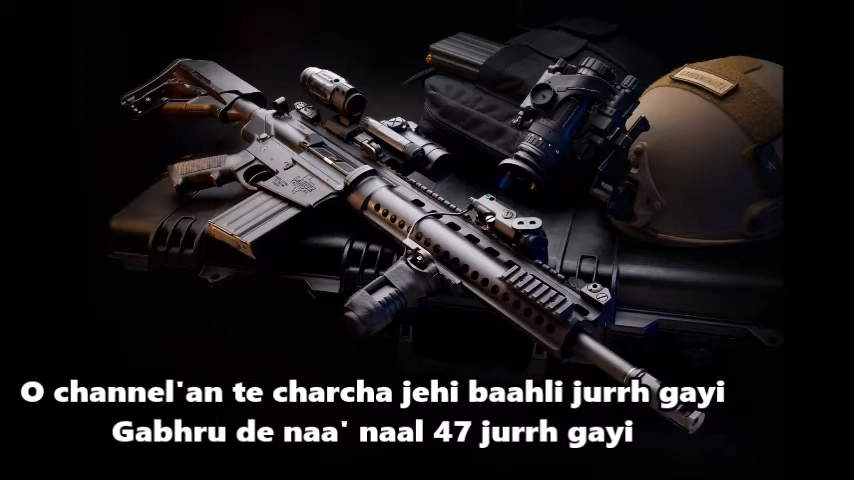 O channel'an te charcha jehi baahli jurrh gayi
Gabhru de naa' naal 47 jurrh gayi